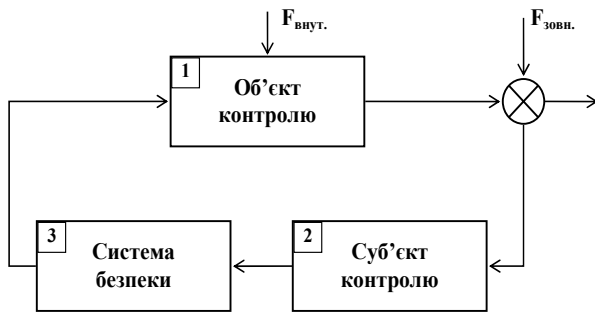 Fвнут.
Fзовн.
1
Об’єкт
контролю
3
Система
безпеки
2
Суб’єкт
контролю